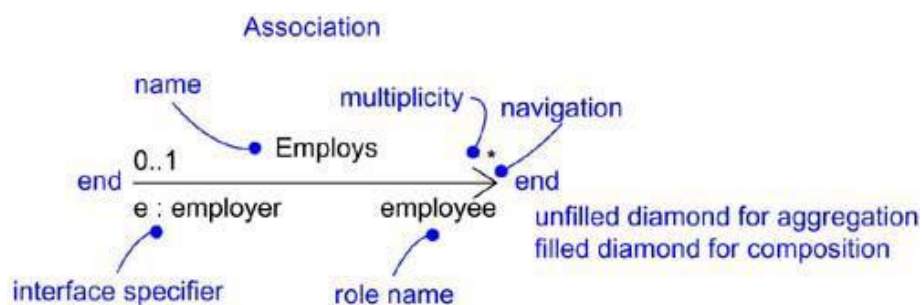 Association
name
multiplicity
navigation
Employs
*
0..1
end
end
e : employer
employee
unfilled diamond for aggregation
filled diamond for composition
interface specifier
role name